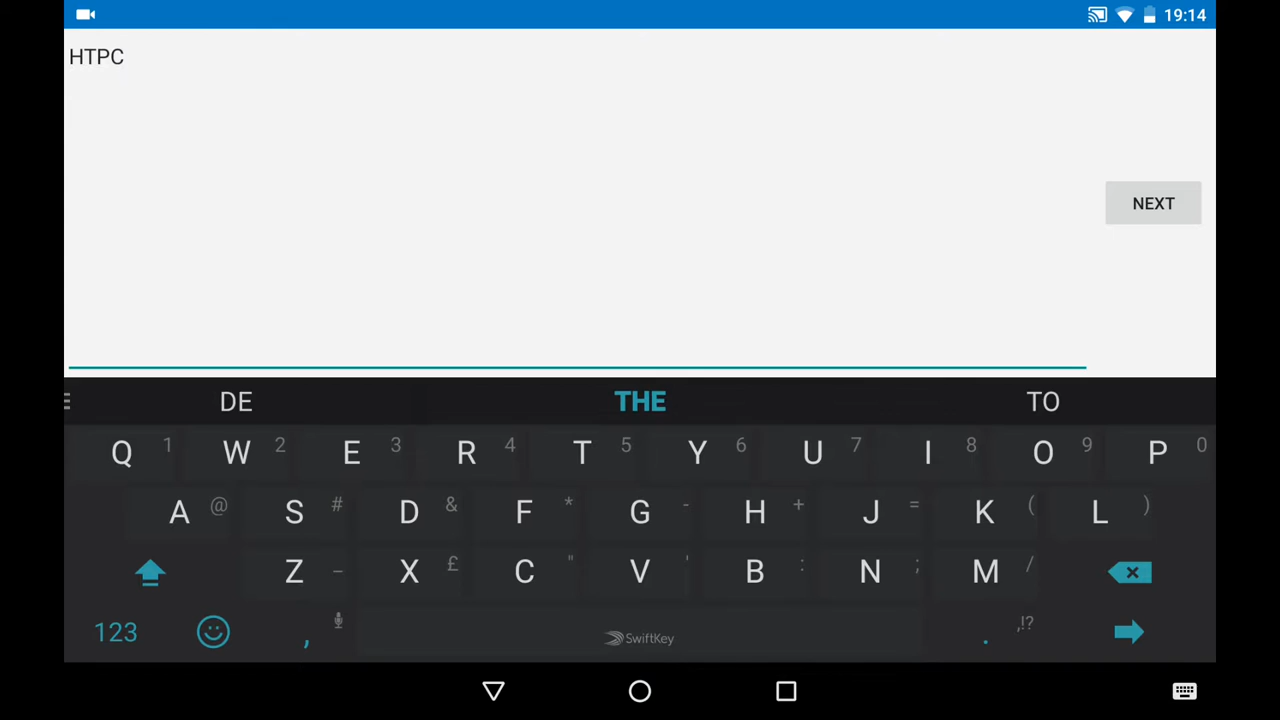 19:14
HTPC
NEXT
DE THE TO
Q 1 W 2 E 3 R 4 T 5 Y 6 U 7 I 8 O 9 P 0
A @ S # D & F * G - H + J = K ( L )
Z _ X £ C " V ' B : N ; M /
123 , SwiftKey . ,!?